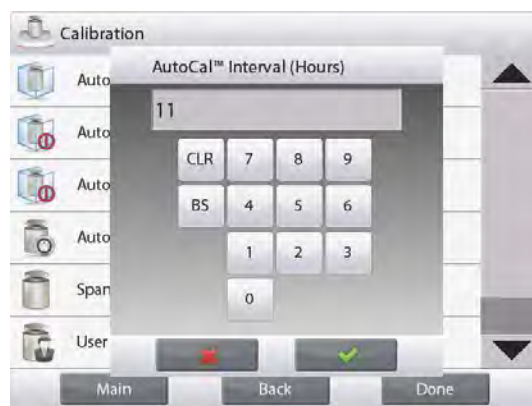 Calibration
AutoCal™ Interval (Hours)
11
CLR 7 8 9
BS 4 5 6
1 2 3
0
Auto
Auto
Auto
Auto
Span
User
Main Back Done